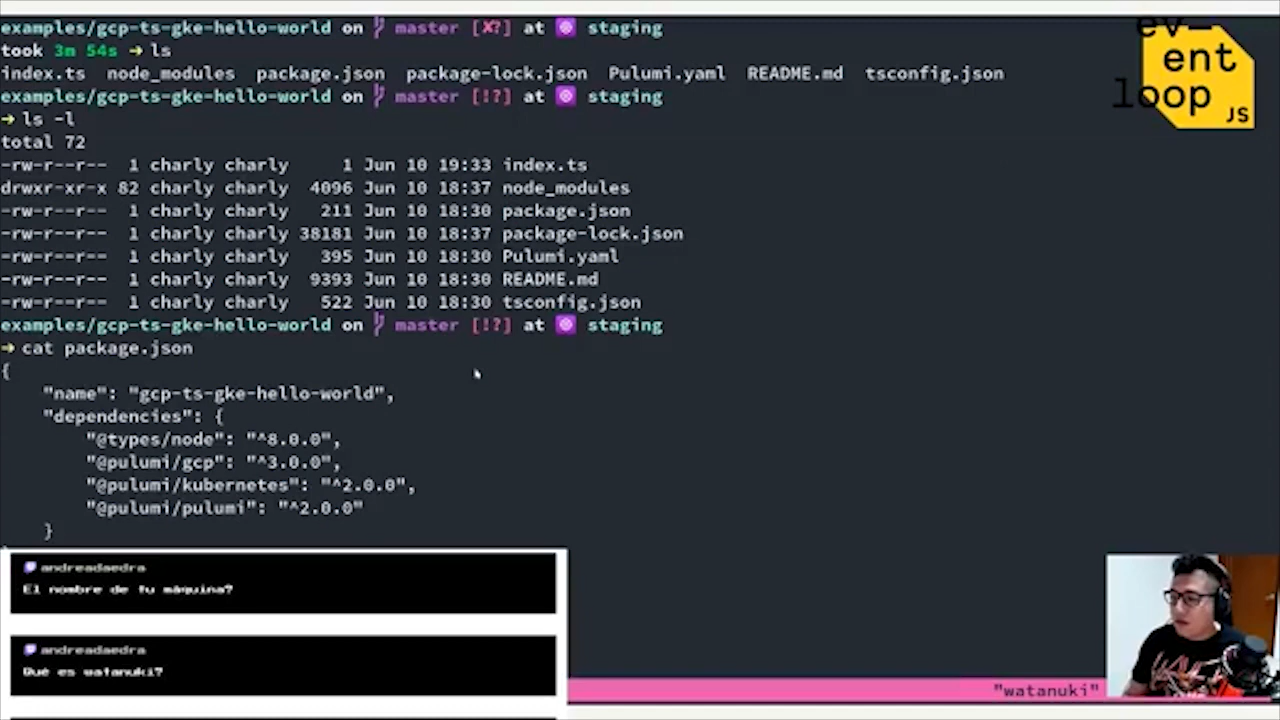 examples/gcp-ts-gke-hello-world on master [✘?] at staging
took 3m 54s → ls
index.ts node_modules package.json package-lock.json Pulumi.yaml README.md tsconfig.json
examples/gcp-ts-gke-hello-world on master [!?] at staging
→ ls -l
total 72
-rw-r--r-- 1 charly charly 1 Jun 10 19:33 index.ts
drwxr-xr-x 82 charly charly 4096 Jun 10 18:37 node_modules
-rw-r--r-- 1 charly charly 211 Jun 10 18:30 package.json
-rw-r--r-- 1 charly charly 38181 Jun 10 18:37 package-lock.json
-rw-r--r-- 1 charly charly 395 Jun 10 18:30 Pulumi.yaml
-rw-r--r-- 1 charly charly 9393 Jun 10 18:30 README.md
-rw-r--r-- 1 charly charly 522 Jun 10 18:30 tsconfig.json
examples/gcp-ts-gke-hello-world on master [!?] at staging
→ cat package.json
{
"name": "gcp-ts-gke-hello-world",
"dependencies": {
"@types/node": "^8.0.0",
"@pulumi/gcp": "^3.0.0",
"@pulumi/kubernetes": "^2.0.0",
"@pulumi/pulumi": "^2.0.0"
}
ev—
ent
loop
JS
andreadaedra
El nombre de tu máquina?
andreadaedra
Qué es watanuki?
"watanuki"